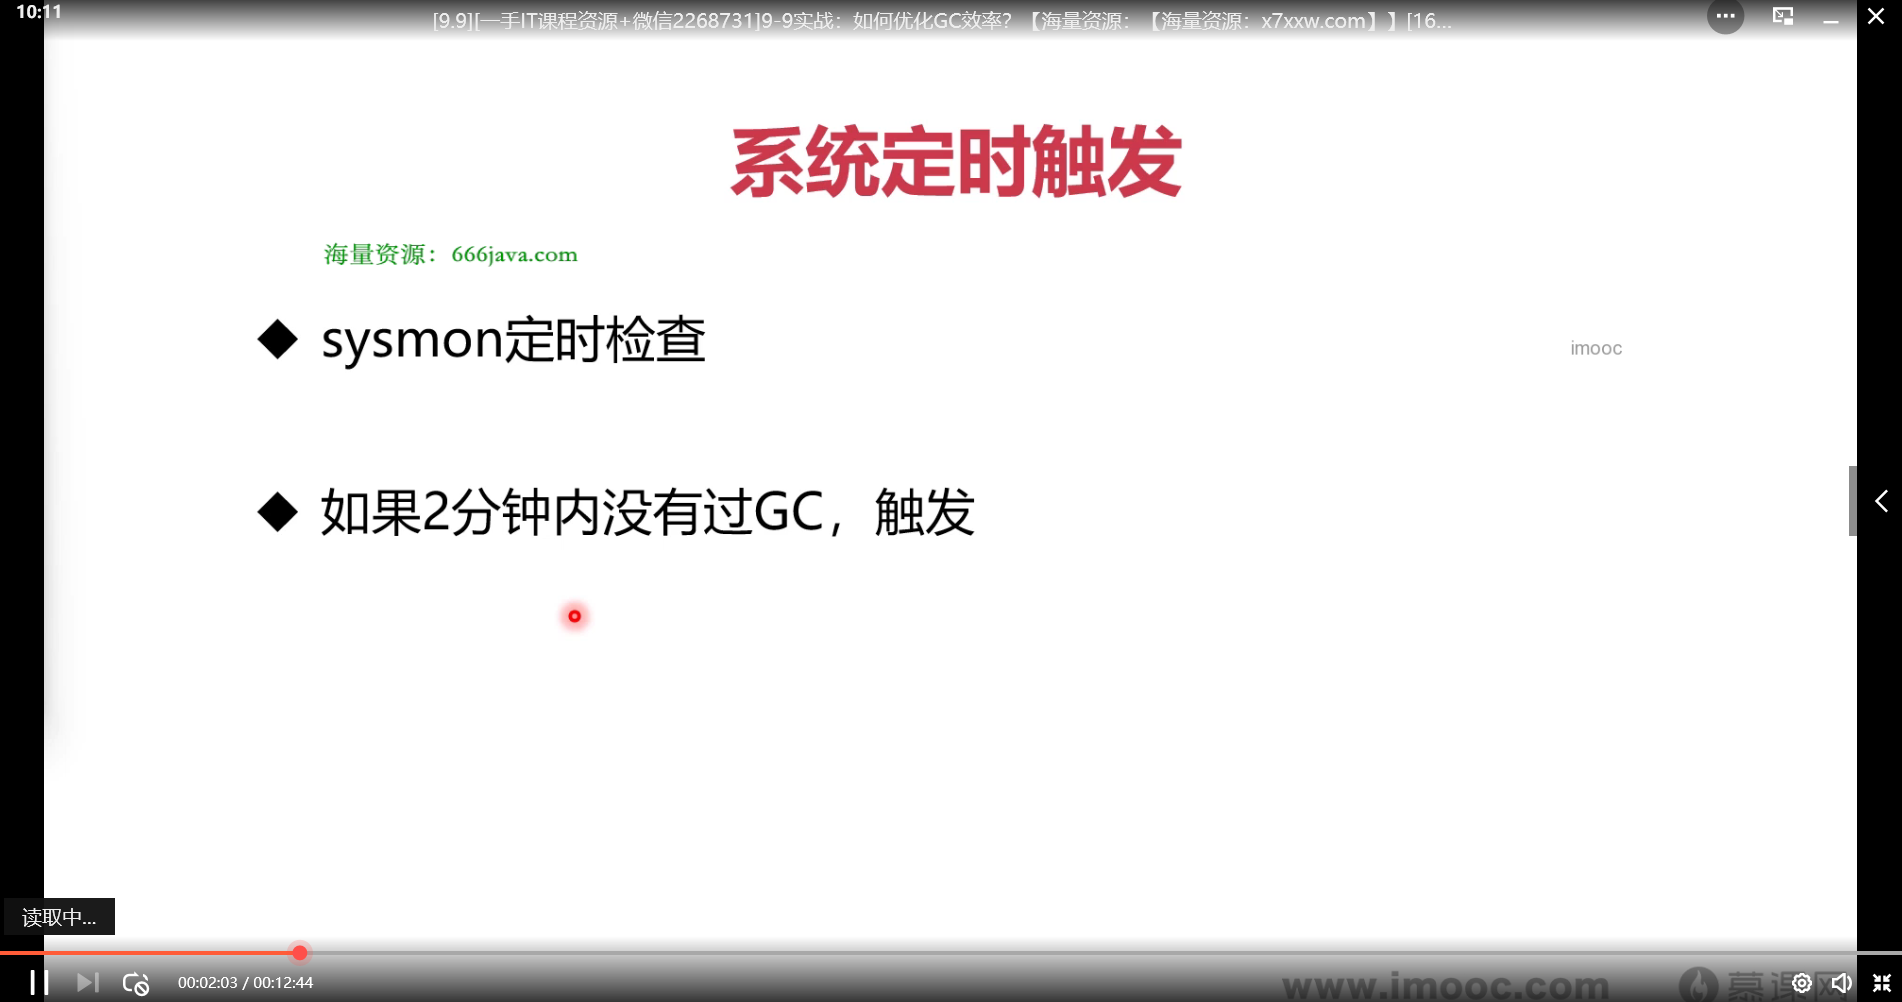 10:11
[9.9][一手IT课程资源+微信2268731]9-9实战：如何优化GC效率？【海量资源：【海量资源：x7xxw.com】】[16...
系统定时触发
海量资源：666java.com
sysmon定时检查
imooc
如果2分钟内没有过GC，触发
读取中...
00:02:03 / 00:12:44
www.imooc.com
慕课网